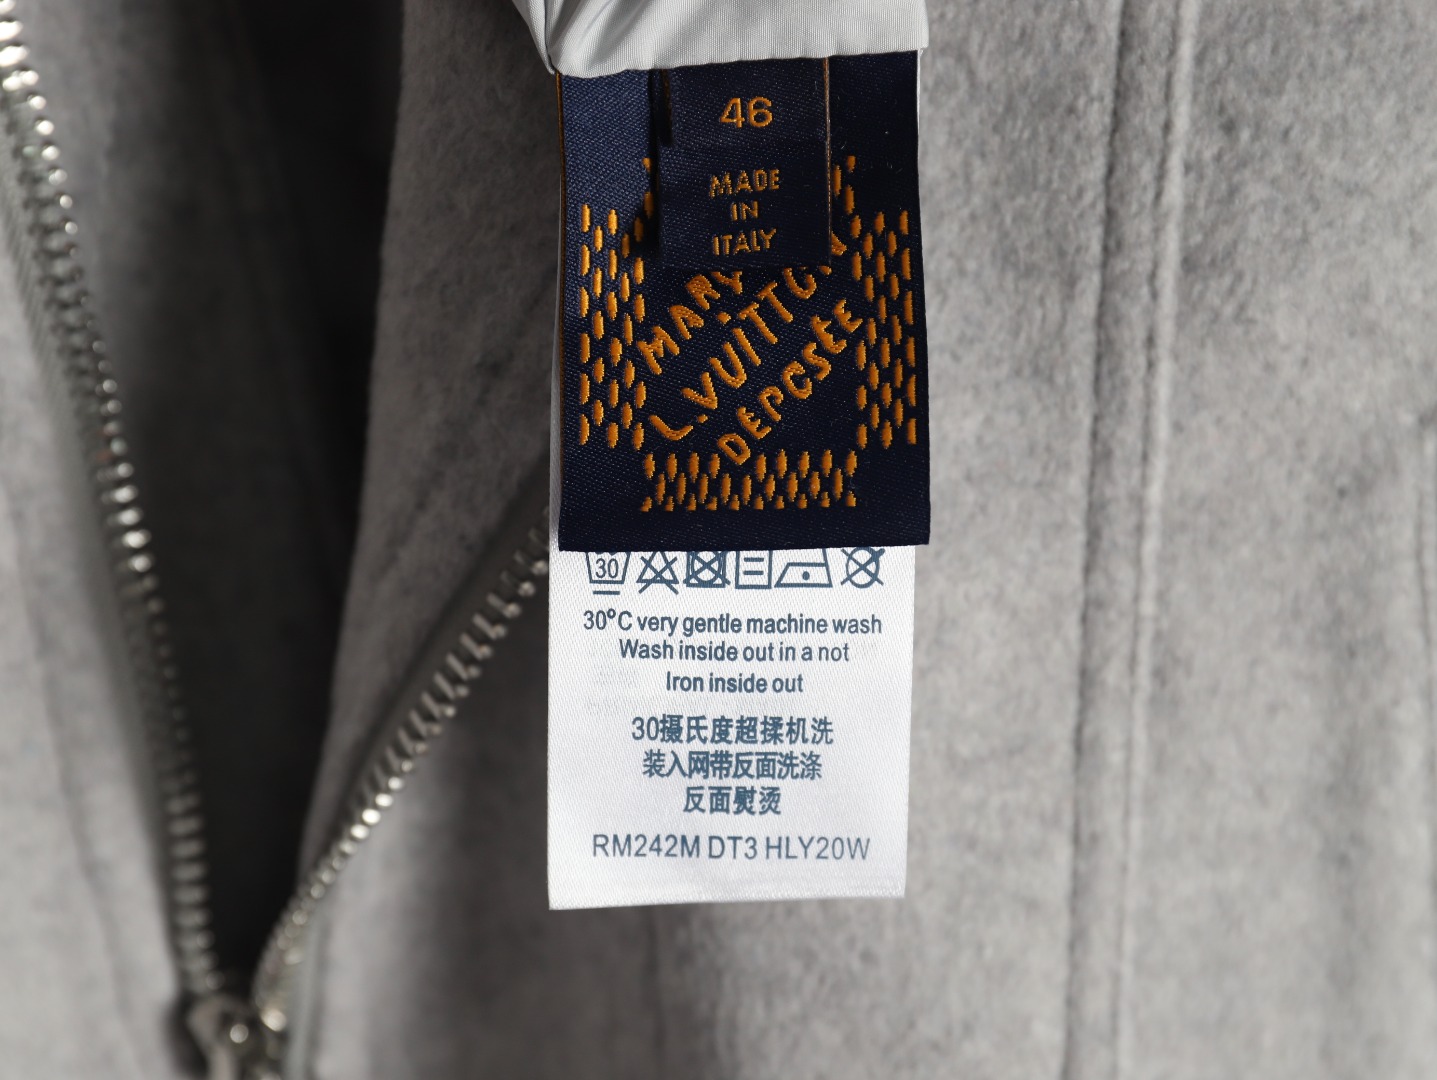 46
MADE
IN
ITALY
L.VUITTON
DEPOSEE
30
30°C very gentle machine wash
Wash inside out in a not
Iron inside out
30摄氏度超揉机洗
装入网带反面洗涤
反面熨烫
RM242M DT3 HLY20W